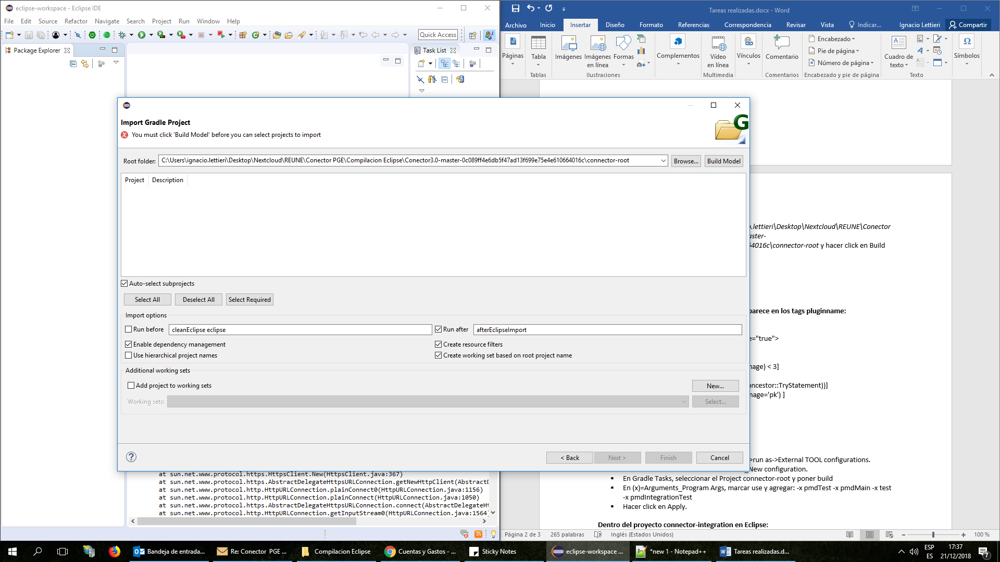 eclipse-workspace - Eclipse IDE
File Edit Source Refactor Navigate Search Project Run Window Help
Quick Access
Package Explorer
Task List
Tareas realizadas.docx - Word
Archivo Inicio Insertar Diseño Formato Referencias Correspondencia Revisar Vista Indicar... Ignacio Lettieri Compartir
Páginas
Tabla
Imágenes
Imágenes en línea
Formas
Complementos
Vídeo en línea
Vínculos
Comentario
Encabezado
Pie de página
Número de página
Cuadro de texto
Símbolos
Tablas Ilustraciones Multimedia Comentarios Encabezado y pie de página Texto
Import Gradle Project
You must click 'Build Model' before you can select projects to import
Root folder: C:\Users\ignacio.lettieri\Desktop\Nextcloud\REUNE\Conector PGE\Compilacion Eclipse\Conector3.0-master-0c089ff4e6db5f47ad13f699e75e4e610664016c\connector-root Browse... Build Model
Project Description
Auto-select subprojects
Select All Deselect All Select Required
Import options
Run before cleanEclipse eclipse Run after afterEclipseImport
Enable dependency management Create resource filters
Use hierarchical project names Create working set based on root project name
Additional working sets
Add project to working sets New...
Working sets: Select...
< Back Next > Finish Cancel
.lettieri\Desktop\Nextcloud\REUNE\Conector
aster-
64016c\connector-root y hacer click en Build
parece en los tags pluginname:
e="true">
mage) < 3]
ancestor::TryStatement))]
mage='pk') ]
>run as->External TOOL configurations.
_New configuration.
▪ En Gradle Tasks, seleccionar el Project connector-root y poner build
▪ En (x)=Arguments_Program Args, marcar use y agregar: -x pmdTest -x pmdMain -x test
-x pmdIntegrationTest
▪ Hacer click en Apply.
Dentro del proyecto connector-integration en Eclipse:
at sun.net.www.protocol.https.HttpsClient.New(HttpsClient.java:367)
at sun.net.www.protocol.https.AbstractDelegateHttpsURLConnection.getNewHttpClient(AbstractD
at sun.net.www.protocol.http.HttpURLConnection.plainConnect0(HttpURLConnection.java:1156)
at sun.net.www.protocol.http.HttpURLConnection.plainConnect(HttpURLConnection.java:1050)
at sun.net.www.protocol.https.AbstractDelegateHttpsURLConnection.connect(AbstractDelegateHt
at sun.net.www.protocol.http.HttpURLConnection.getInputStream0(HttpURLConnection.java:1564)
Página 2 de 3 265 palabras Inglés (Estados Unidos) 100 %
Bandeja de entrada... Re: Conector PGE ... Compilacion Eclipse Cuentas y Gastos - ... Sticky Notes eclipse-workspace ... *new 1 - Notepad++ Tareas realizadas.d...
ESP
ES
17:37
21/12/2018
7